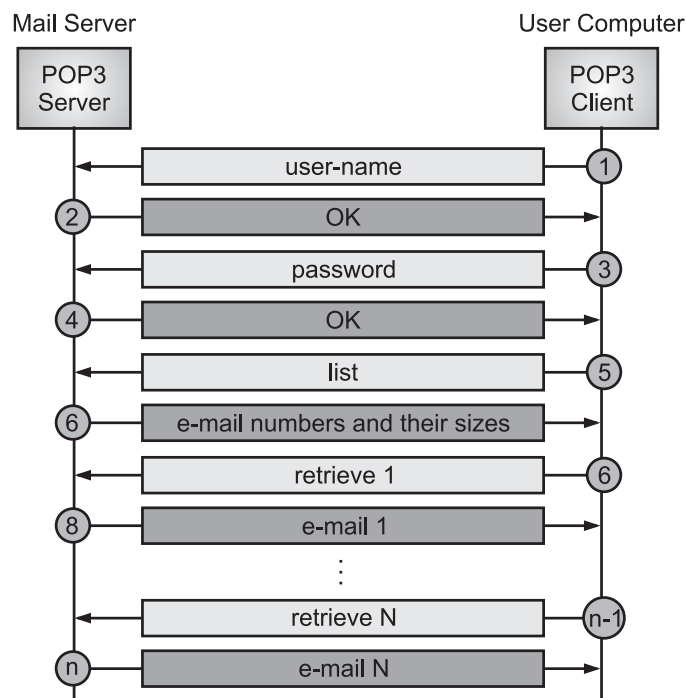 Mail Server
User Computer
POP3
Server
POP3
Client
user-name
1
2
OK
password
3
4
OK
list
5
6
e-mail numbers and their sizes
retrieve 1
6
8
e-mail 1
retrieve N
n-1
n
e-mail N